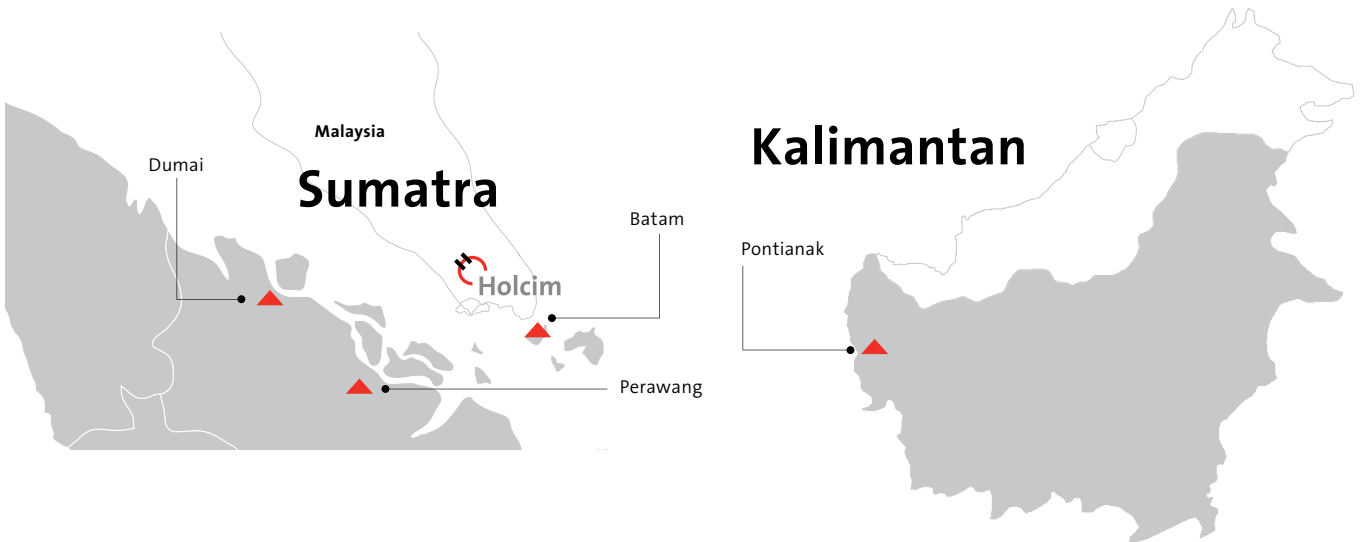 Malaysia
Sumatra
Dumai
Batam
Holcim
Perawang
Kalimantan
Pontianak